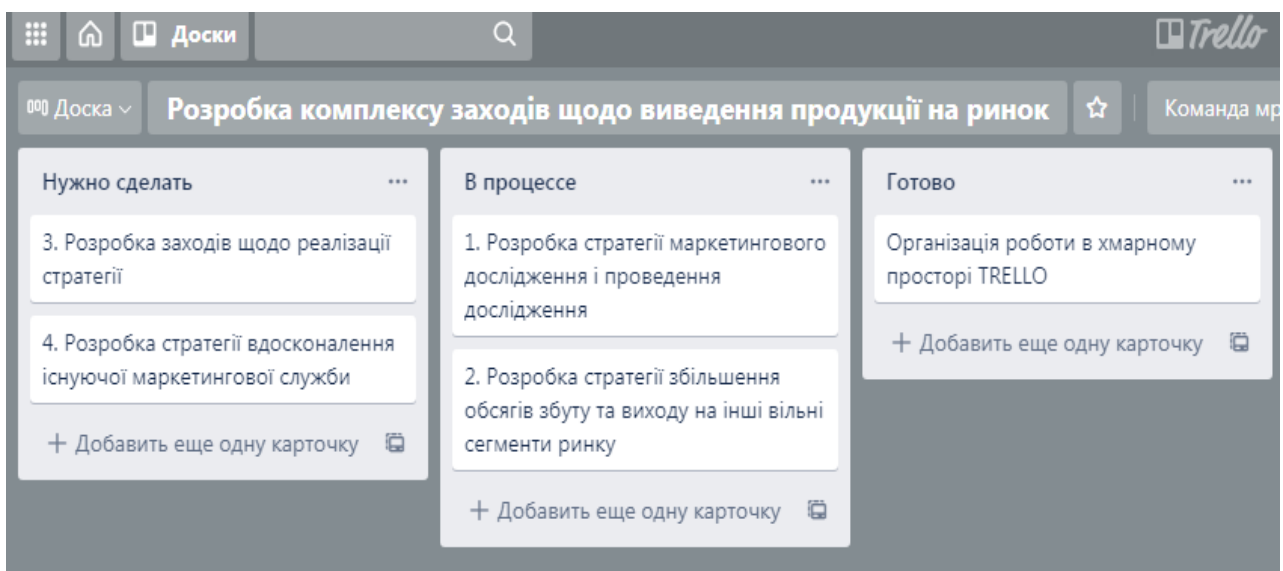 Доски
Trello
Доска
Розробка комплексу заходів щодо виведення продукції на ринок
Команда мр
Нужно сделать
3. Розробка заходів щодо реалізації
стратегії
4. Розробка стратегії вдосконалення
існуючої маркетингової служби
+ Добавить еще одну карточку
В процессе
1. Розробка стратегії маркетингового
дослідження і проведення
дослідження
2. Розробка стратегії збільшення
обсягів збуту та виходу на інші вільні
сегменти ринку
+ Добавить еще одну карточку
Готово
Організація роботи в хмарному
просторі TRELLO
+ Добавить еще одну карточку